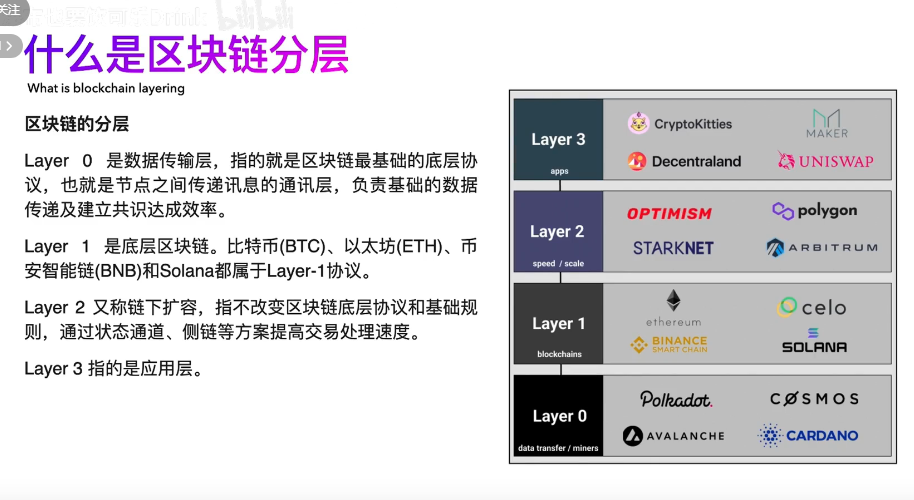 关注
bilibili
什么是区块链分层
What is blockchain layering
区块链的分层
Layer 0 是数据传输层，指的就是区块链最基础的底层协
议，也就是节点之间传递讯息的通讯层，负责基础的数据
传递及建立共识达成效率。
Layer 1 是底层区块链。比特币(BTC)、以太坊(ETH)、币
安智能链(BNB)和Solana都属于Layer-1协议。
Layer 2 又称链下扩容，指不改变区块链底层协议和基础规
则，通过状态通道、侧链等方案提高交易处理速度。
Layer 3 指的是应用层。
Layer 3
apps
CryptoKitties
MAKER
Decentraland
UNISWAP
Layer 2
speed / scale
OPTIMISM
polygon
STARKNET
ARBITRUM
Layer 1
blockchains
ethereum
celo
BINANCE
SMART CHAIN
SOLANA
Layer 0
data transfer / miners
Polkadot.
COSMOS
AVALANCHE
CARDANO